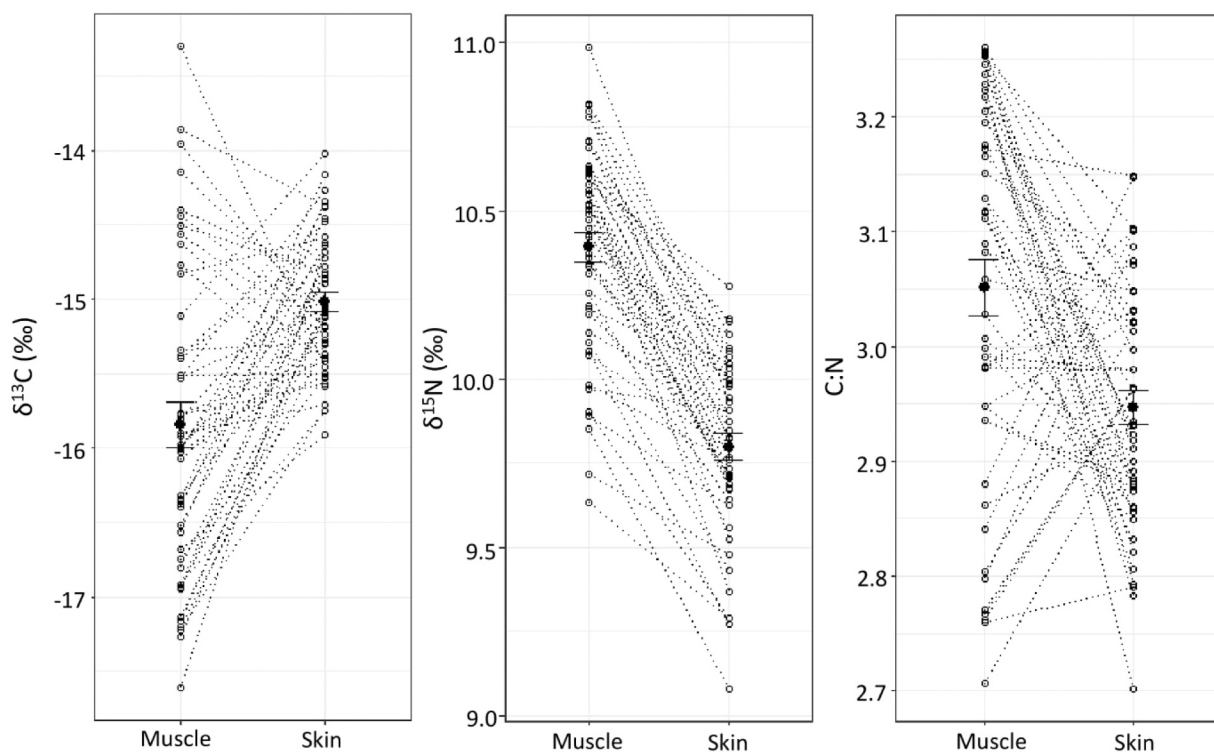 δ¹³C (‰)
-14
-15
-16
-17
Muscle Skin
δ¹⁵N (‰)
11.0
10.5
10.0
9.5
9.0
Muscle Skin
C:N
3.2
3.1
3.0
2.9
2.8
2.7
Muscle Skin